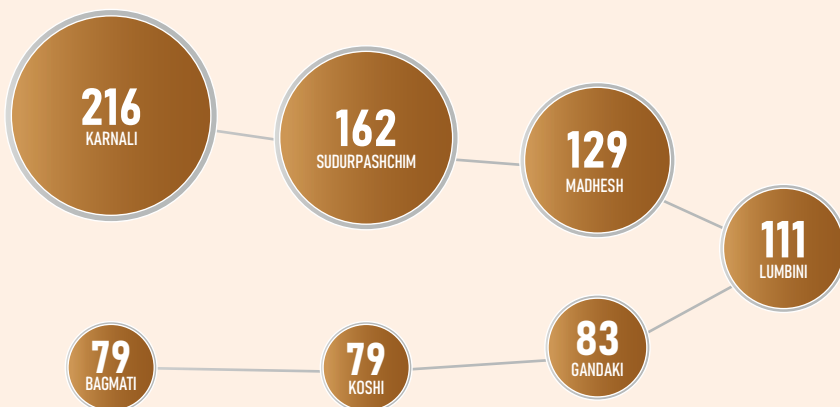 216
KARNALI
162
SUDURPASHCHIM
129
MADHESH
111
LUMBINI
83
GANDAKI
79
KOSHI
79
BAGMATI